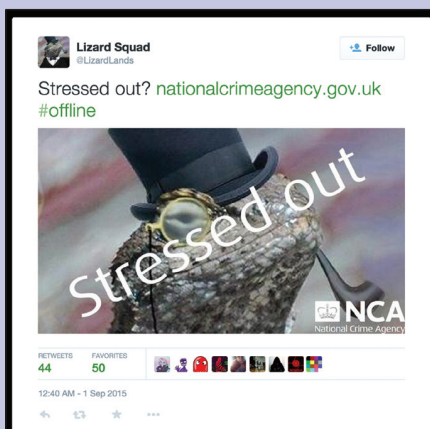 Lizard Squad
@LizardLands
Follow
Stressed out? nationalcrimeagency.gov.uk
#offline
Stressed out
NCA
National Crime Agency
RETWEETS FAVORITES
44 50
12:40 AM - 1 Sep 2015